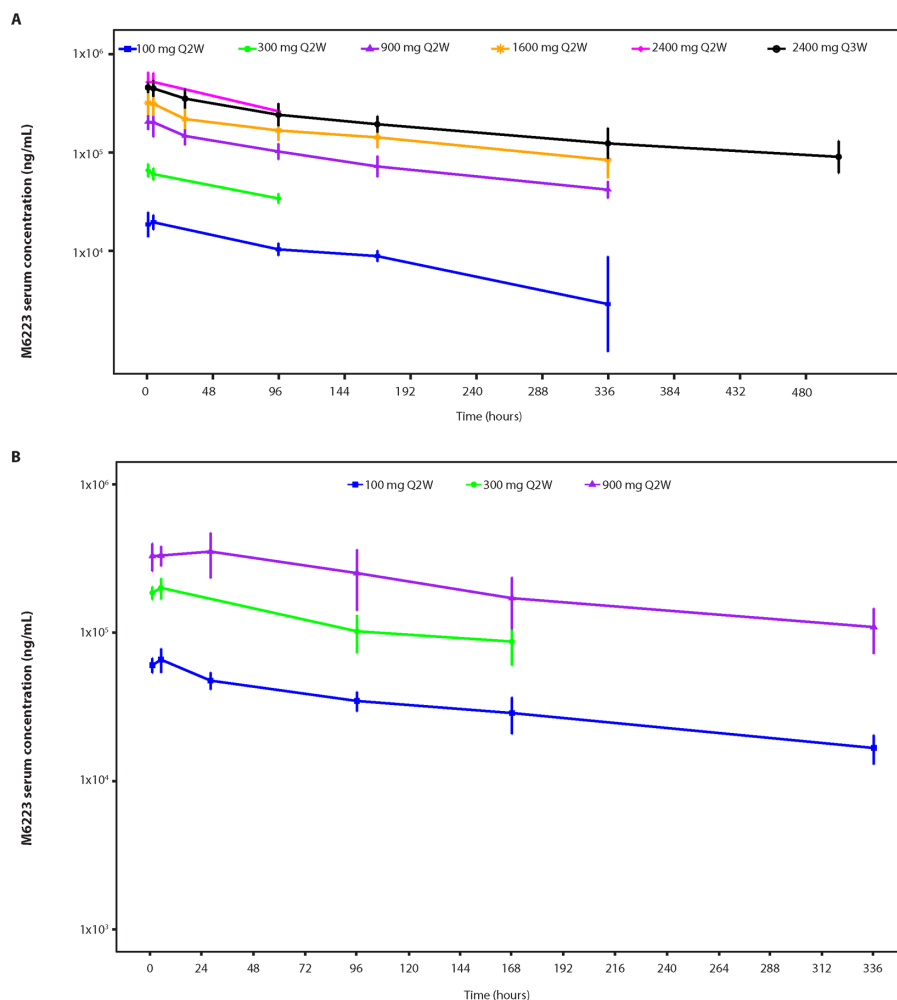 A
100 mg Q2W 300 mg Q2W 900 mg Q2W 1600 mg Q2W 2400 mg Q2W 2400 mg Q3W
1x10⁶
1x10⁵
1x10⁴
M6223 serum concentration (ng/mL)
0 48 96 144 192 240 288 336 384 432 480
Time (hours)
B
100 mg Q2W 300 mg Q2W 900 mg Q2W
1x10⁶
1x10⁵
1x10⁴
1x10³
M6223 serum concentration (ng/mL)
0 24 48 72 96 120 144 168 192 216 240 264 288 312 336
Time (hours)